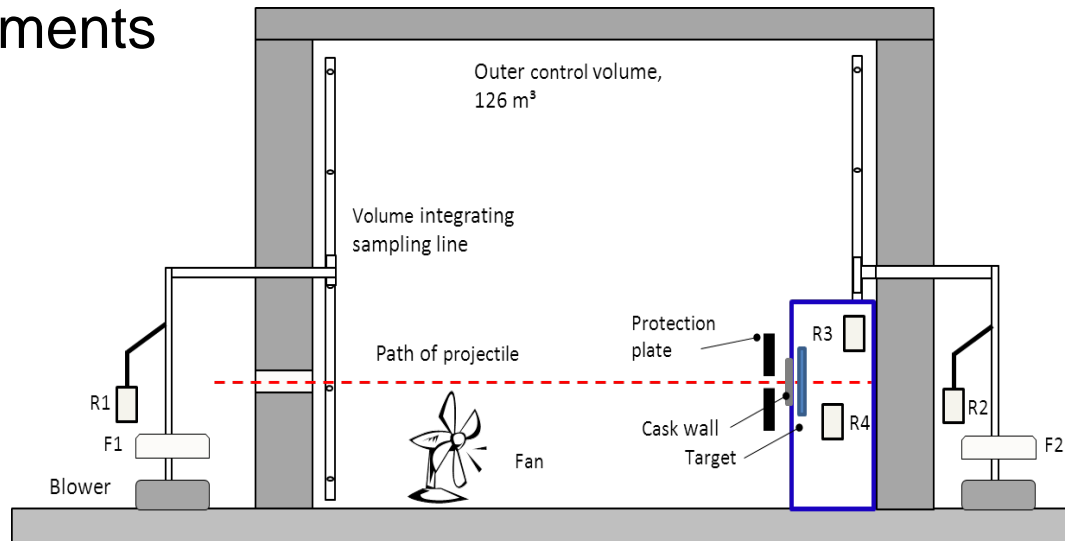 ments
Outer control volume,
126 m³
Volume integrating
sampling line
Protection
plate
R3
Path of projectile
R1
R2
R4
Cask wall
F1
F2
Target
Fan
Blower